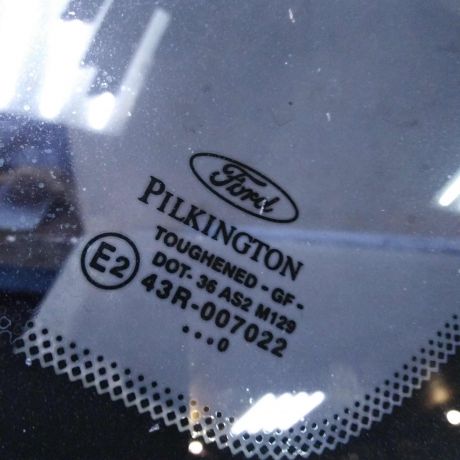 Ford
PILKINGTON
TOUGHENED - GF -
DOT- 36 AS2 M129
E2 43R-007022
•••0